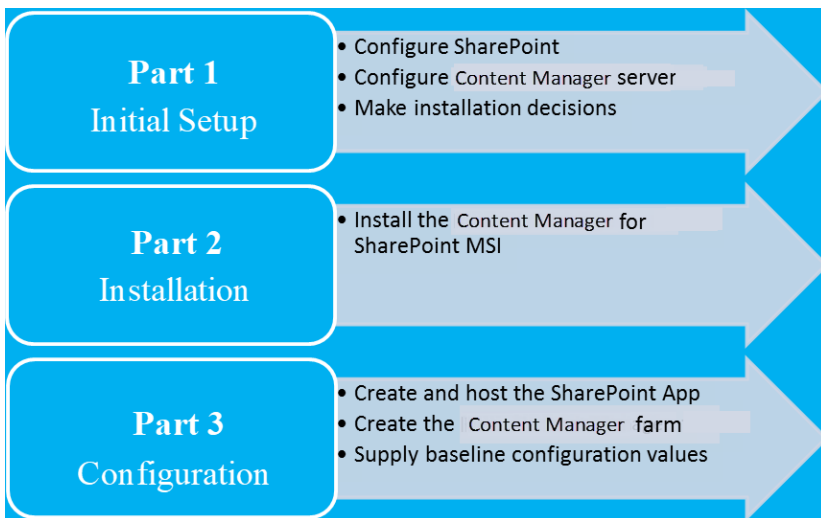 Part 1
Initial Setup
• Configure SharePoint
• Configure Content Manager server
• Make installation decisions
Part 2
Installation
• Install the Content Manager for
SharePoint MSI
Part 3
Configuration
• Create and host the SharePoint App
• Create the Content Manager farm
• Supply baseline configuration values